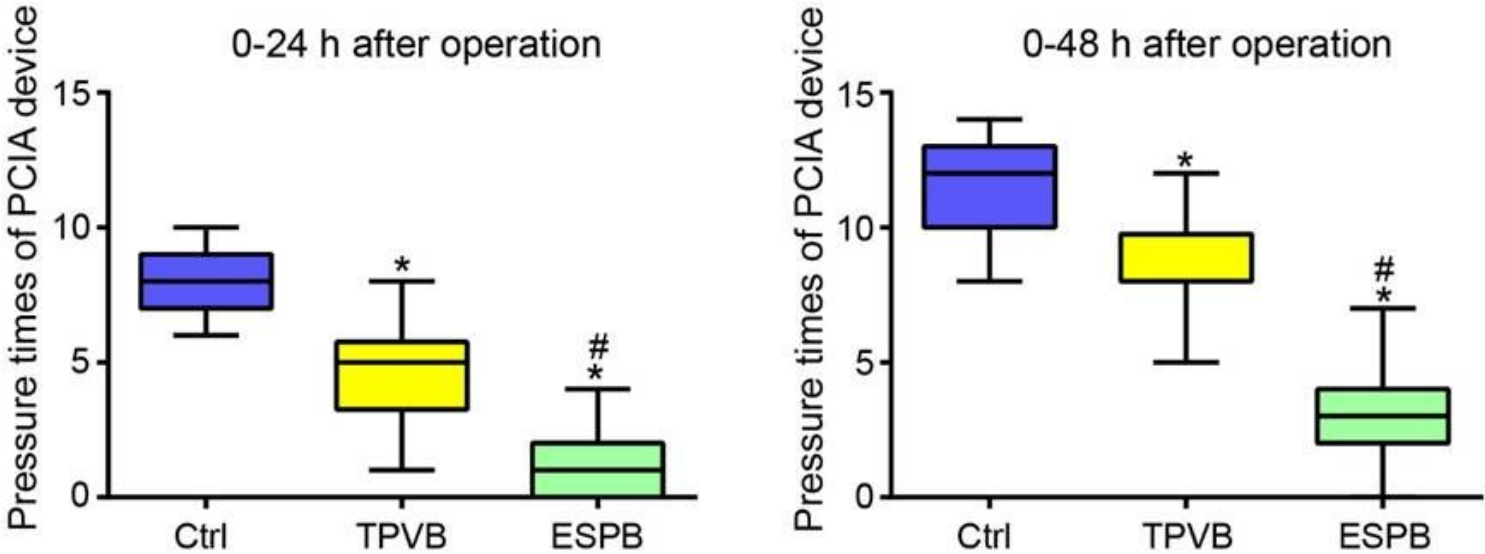 0-24 h after operation
Pressure times of PCIA device
15
10
5
0
*
#
*
Ctrl
TPVB
ESPB
0-48 h after operation
Pressure times of PCIA device
15
10
5
0
*
#
*
Ctrl
TPVB
ESPB